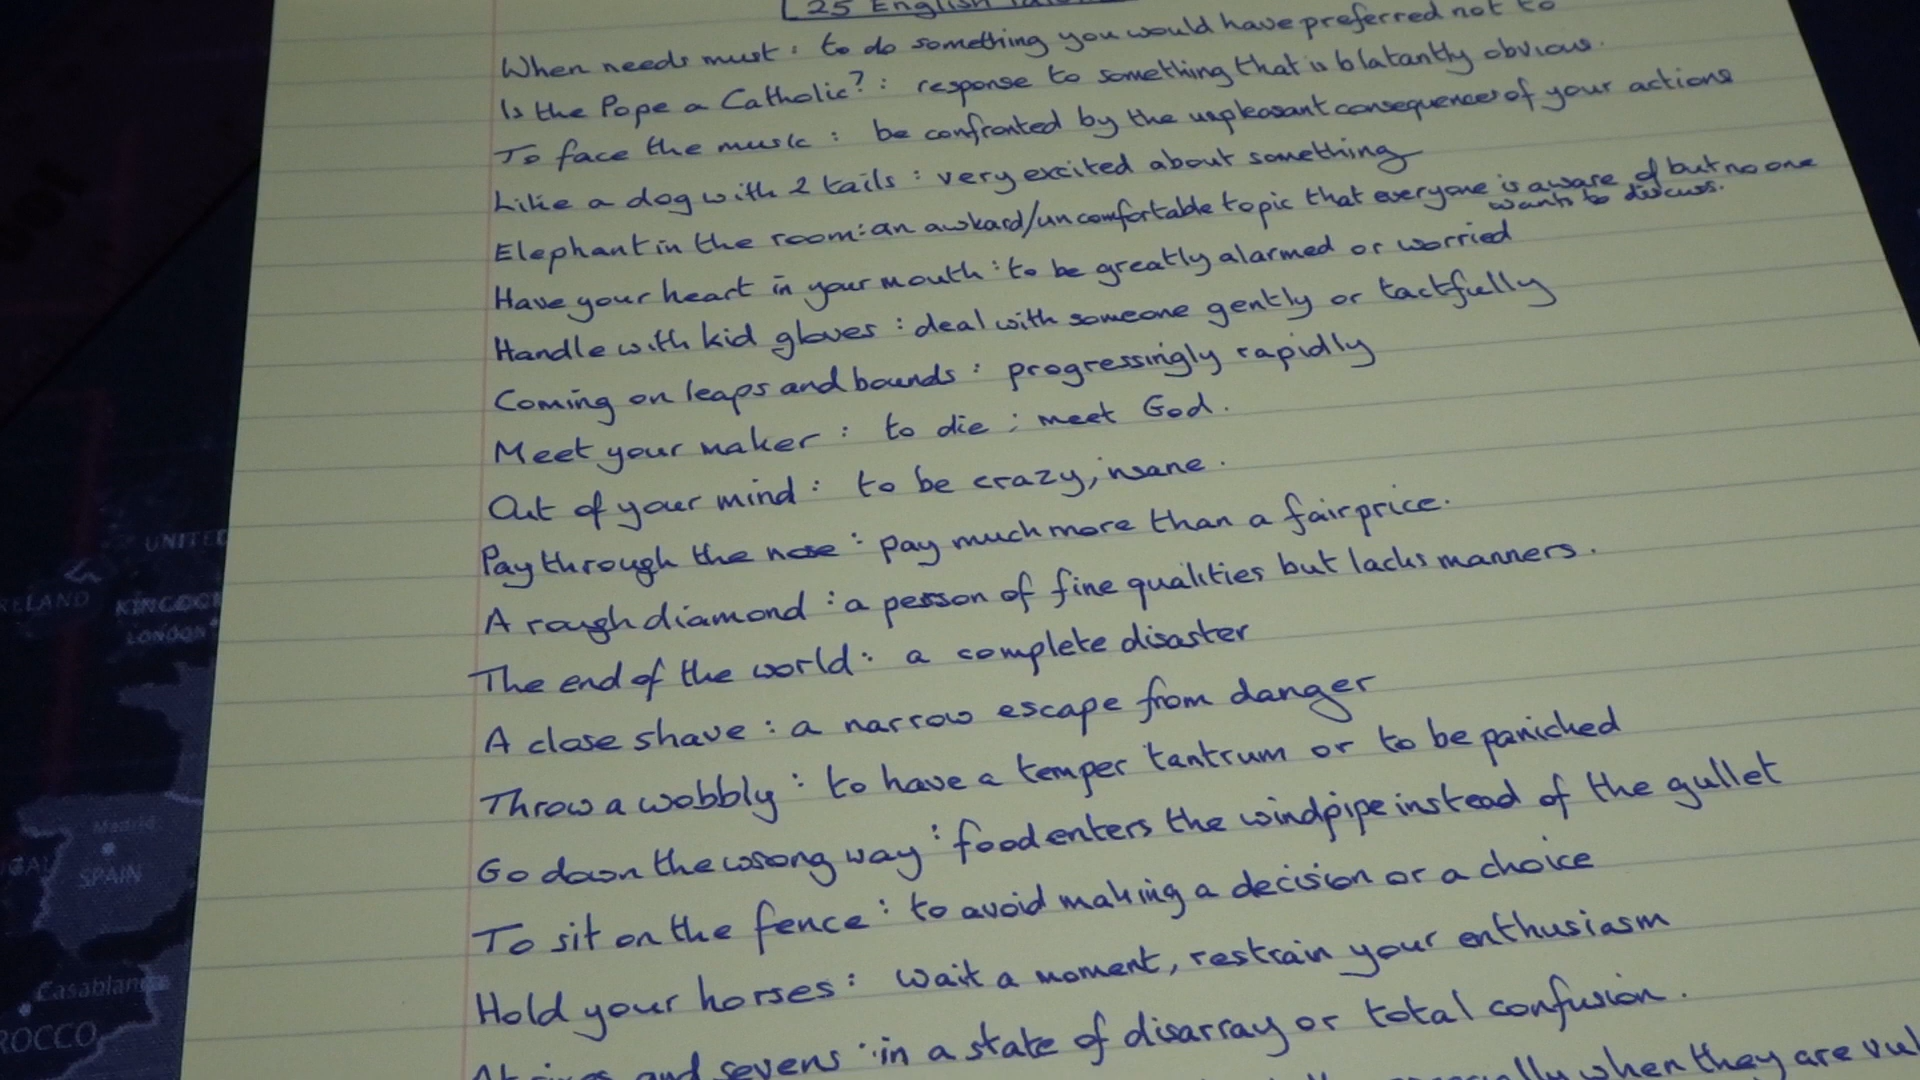 25 English
When needs must : to do something you would have preferred not to
Is the Pope a Catholic? : response to something that is blatantly obvious.
To face the music : be confronted by the unpleasant consequences of your actions
Like a dog with 2 tails : very excited about something
Elephant in the room : an awkard/uncomfortable topic that everyone is aware of but no one
wants to discuss.
Have your heart in your mouth : to be greatly alarmed or worried
Handle with kid gloves : deal with someone gently or tactfully
Coming on leaps and bounds : progressingly rapidly
Meet your maker : to die ; meet God.
Out of your mind : to be crazy, insane.
Pay through the nose : pay much more than a fair price.
A rough diamond : a person of fine qualities but lacks manners.
The end of the world : a complete disaster
A close shave : a narrow escape from danger
Throw a wobbly : to have a temper tantrum or to be panicked
Go down the wrong way : food enters the windpipe instead of the gullet
To sit on the fence : to avoid making a decision or a choice
Hold your horses : wait a moment, restrain your enthusiasm
and sevens : in a state of disarray or total confusion.
when they are
UNITED
KINGDOM
LONDON
Madrid
SPAIN